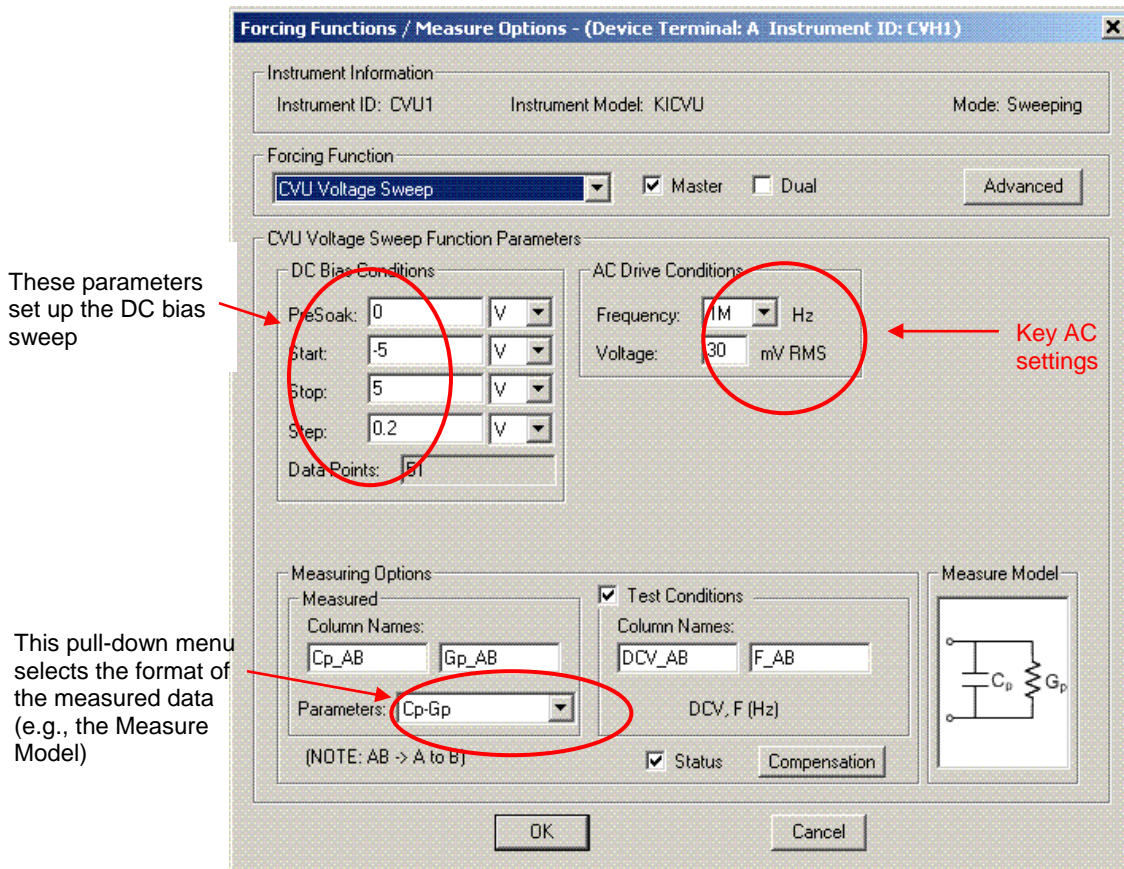 Forcing Functions / Measure Options - (Device Terminal: A Instrument ID: CVH1)
Instrument Information
Instrument ID: CVU1 Instrument Model: KICVU Mode: Sweeping
Forcing Function
CVU Voltage Sweep Master Dual Advanced
CVU Voltage Sweep Function Parameters
DC Bias Conditions
PreSoak: 0 V
Start: -5 V
Stop: 5 V
Step: 0.2 V
Data Points: 51
AC Drive Conditions
Frequency: 1M Hz
Voltage: 30 mV RMS
These parameters
set up the DC bias
sweep
Key AC
settings
Measuring Options
Measured
Column Names:
Cp_AB Gp_AB
Parameters: Cp-Gp
(NOTE: AB -> A to B)
Test Conditions
Column Names:
DCV_AB F_AB
DCV, F (Hz)
Status Compensation
Measure Model
Cp Gp
This pull-down menu
selects the format of
the measured data
(e.g., the Measure
Model)
OK Cancel